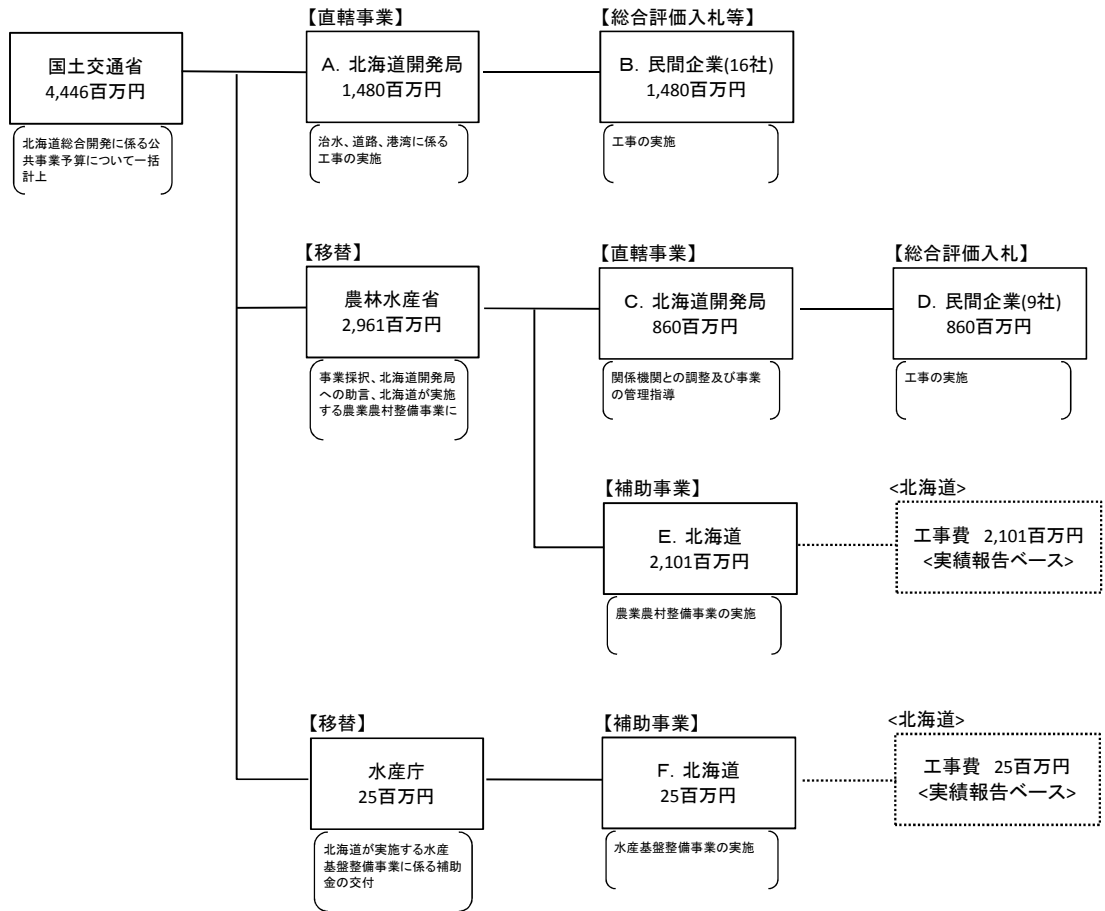 国土交通省
4,446百万円
北海道総合開発に係る公
共事業予算について一括
計上
【直轄事業】
A. 北海道開発局
1,480百万円
治水、道路、港湾に係る
工事の実施
【総合評価入札等】
B. 民間企業(16社)
1,480百万円
工事の実施
【移替】
農林水産省
2,961百万円
事業採択、北海道開発局
への助言、北海道が実施
する農業農村整備事業に
【直轄事業】
C. 北海道開発局
860百万円
関係機関との調整及び事業
の管理指導
【総合評価入札】
D. 民間企業(9社)
860百万円
工事の実施
【補助事業】
E. 北海道
2,101百万円
農業農村整備事業の実施
<北海道>
工事費 2,101百万円
<実績報告ベース>
【移替】
水産庁
25百万円
北海道が実施する水産
基盤整備事業に係る補助
金の交付
【補助事業】
F. 北海道
25百万円
水産基盤整備事業の実施
<北海道>
工事費 25百万円
<実績報告ベース>